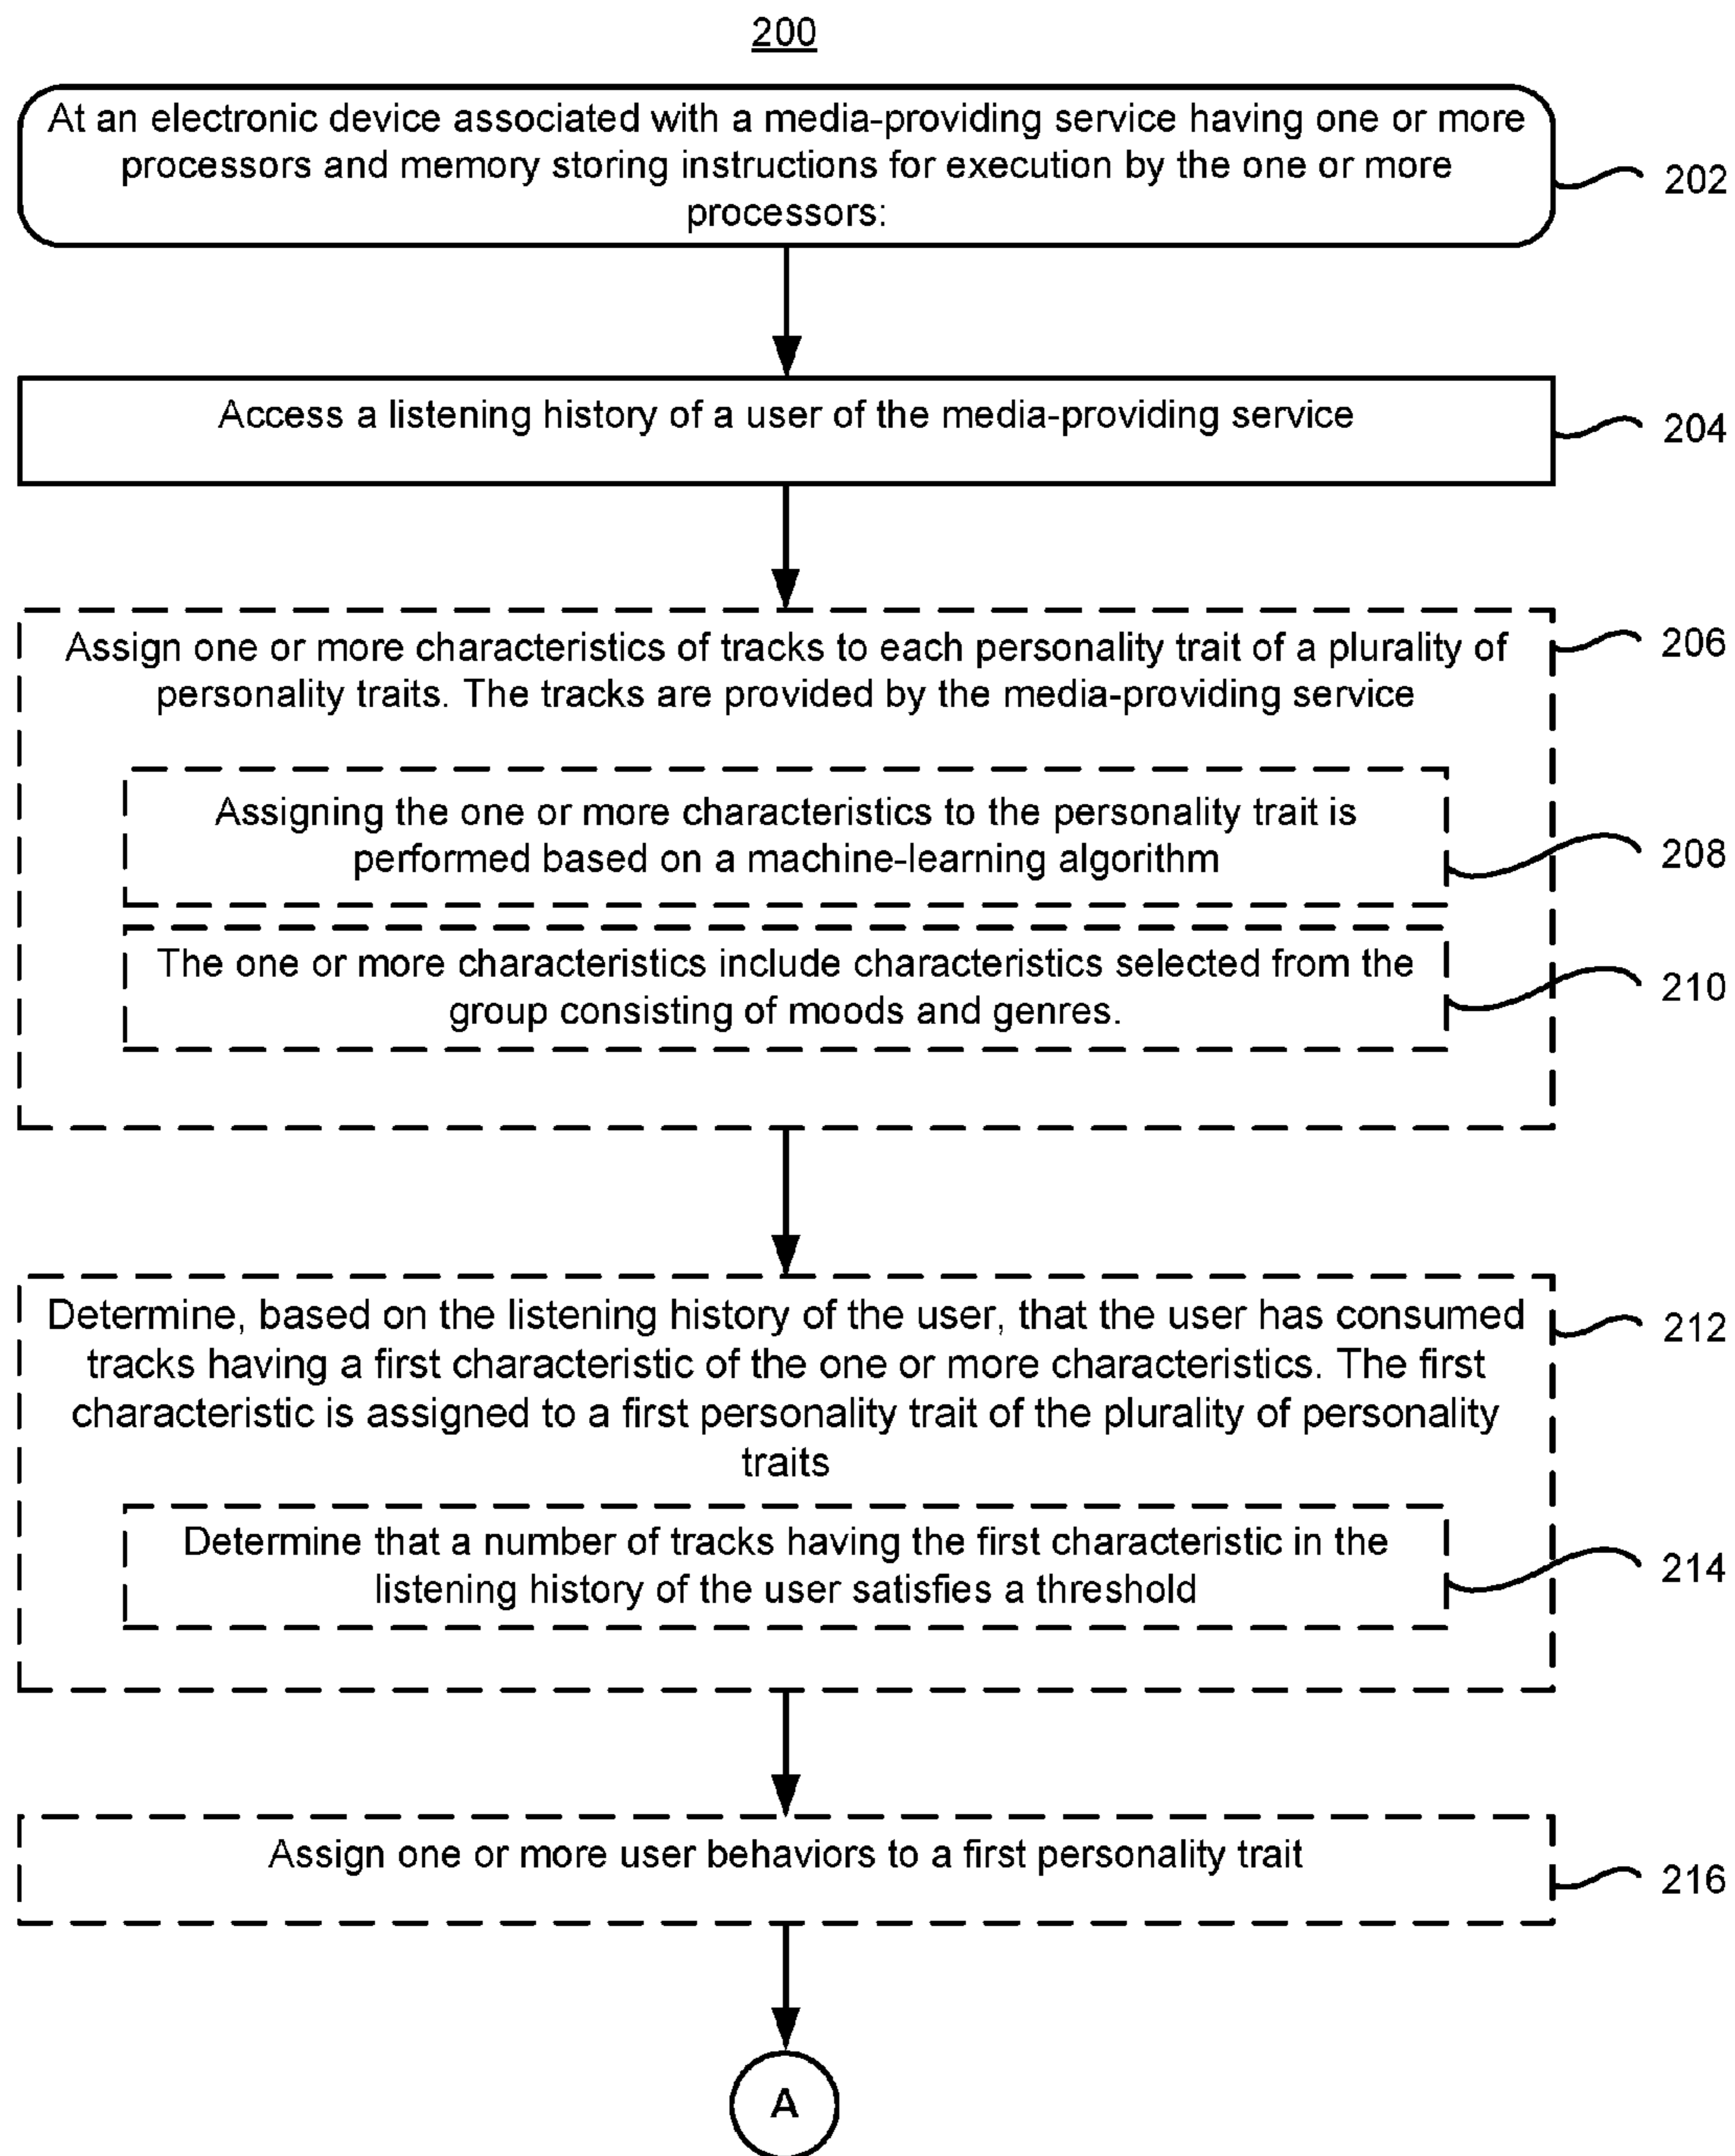 200
At an electronic device associated with a media-providing service having one or more
processors and memory storing instructions for execution by the one or more
processors:
202
Access a listening history of a user of the media-providing service
204
Assign one or more characteristics of tracks to each personality trait of a plurality of
personality traits. The tracks are provided by the media-providing service
206
Assigning the one or more characteristics to the personality trait is
performed based on a machine-learning algorithm
208
The one or more characteristics include characteristics selected from the
group consisting of moods and genres.
210
Determine, based on the listening history of the user, that the user has consumed
tracks having a first characteristic of the one or more characteristics. The first
characteristic is assigned to a first personality trait of the plurality of personality
traits
212
Determine that a number of tracks having the first characteristic in the
listening history of the user satisfies a threshold
214
Assign one or more user behaviors to a first personality trait
216
A